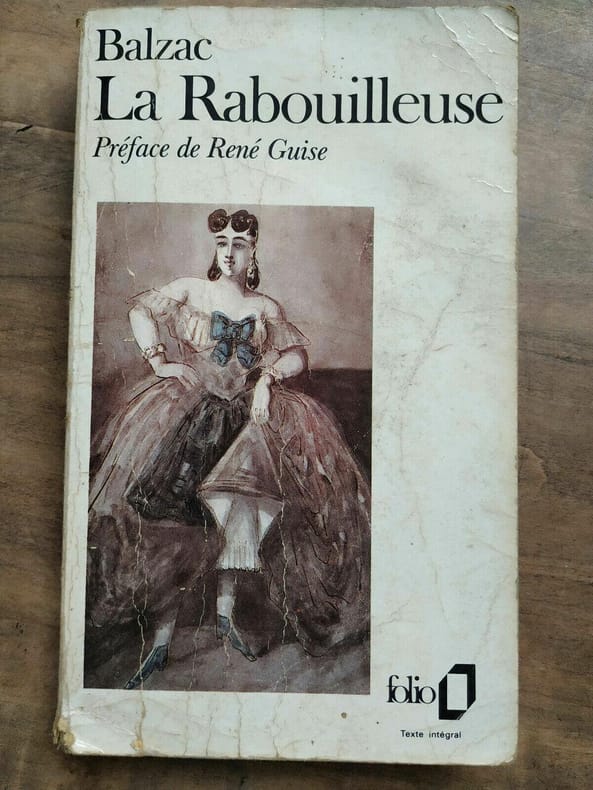 Balzac
La Rabouilleuse
Préface de René Guise
folio
Texte intégral